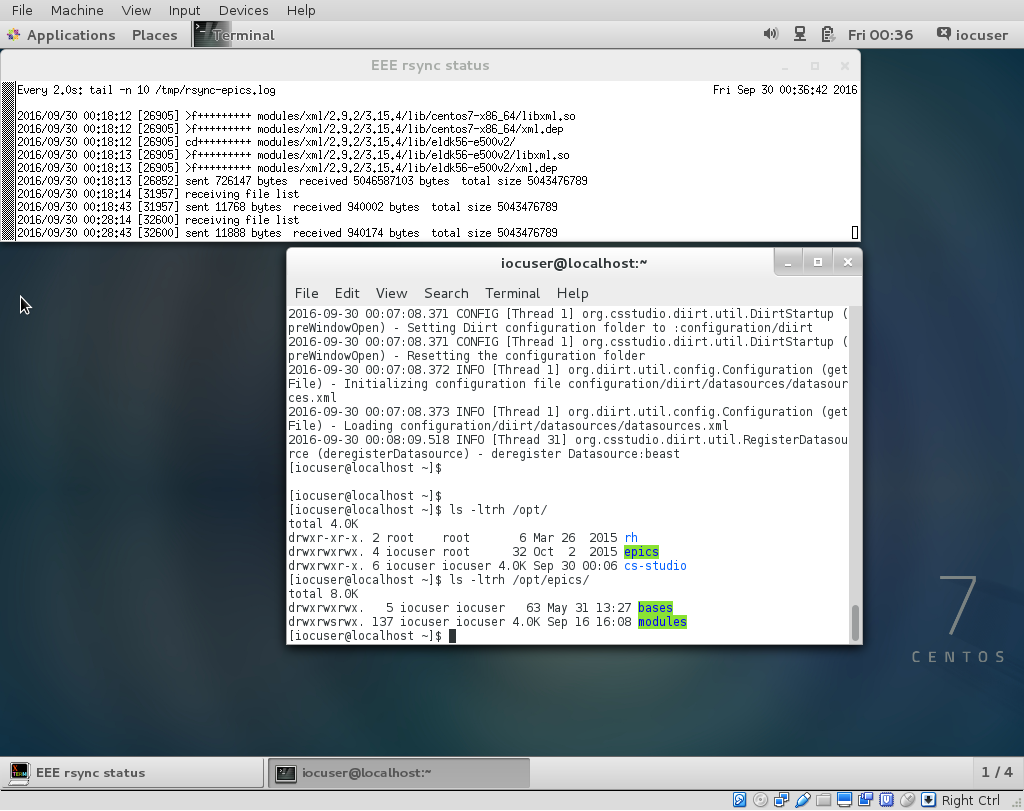 File Machine View Input Devices Help
Applications Places Terminal Fri 00:36 iocuser
EEE rsync status
Every 2.0s: tail -n 10 /tmp/rsync-epics.log Fri Sep 30 00:36:42 2016
2016/09/30 00:18:12 [26905] >f+++++++++ modules/xml/2.9.2/3.15.4/lib/centos7-x86_64/libxml.so
2016/09/30 00:18:12 [26905] >f+++++++++ modules/xml/2.9.2/3.15.4/lib/centos7-x86_64/xml.dep
2016/09/30 00:18:12 [26905] cd+++++++++ modules/xml/2.9.2/3.15.4/lib/eldk56-e500v2/
2016/09/30 00:18:13 [26905] >f+++++++++ modules/xml/2.9.2/3.15.4/lib/eldk56-e500v2/libxml.so
2016/09/30 00:18:13 [26905] >f+++++++++ modules/xml/2.9.2/3.15.4/lib/eldk56-e500v2/xml.dep
2016/09/30 00:18:13 [26852] sent 726147 bytes received 5046587103 bytes total size 5043476789
2016/09/30 00:18:14 [31957] receiving file list
2016/09/30 00:18:43 [31957] sent 11768 bytes received 940002 bytes total size 5043476789
2016/09/30 00:28:14 [32600] receiving file list
2016/09/30 00:28:43 [32600] sent 11888 bytes received 940174 bytes total size 5043476789
iocuser@localhost:~
File Edit View Search Terminal Help
2016-09-30 00:07:08.371 CONFIG [Thread 1] org.csstudio.diirt.util.DiirtStartup (
preWindowOpen) - Setting Diirt configuration folder to :configuration/diirt
2016-09-30 00:07:08.371 CONFIG [Thread 1] org.csstudio.diirt.util.DiirtStartup (
preWindowOpen) - Resetting the configuration folder
2016-09-30 00:07:08.372 INFO [Thread 1] org.diirt.util.config.Configuration (get
File) - Initializing configuration file configuration/diirt/datasources/datasour
ces.xml
2016-09-30 00:07:08.373 INFO [Thread 1] org.diirt.util.config.Configuration (get
File) - Loading configuration/diirt/datasources/datasources.xml
2016-09-30 00:08:09.518 INFO [Thread 31] org.csstudio.diirt.util.RegisterDatasou
rce (deregisterDatasource) - deregister Datasource:beast
[iocuser@localhost ~]$
[iocuser@localhost ~]$
[iocuser@localhost ~]$ ls -ltrh /opt/
total 4.0K
drwxr-xr-x. 2 root root 6 Mar 26 2015 rh
drwxrwxrwx. 4 iocuser root 32 Oct 2 2015 epics
drwxrwxr-x. 6 iocuser iocuser 4.0K Sep 30 00:06 cs-studio
[iocuser@localhost ~]$ ls -ltrh /opt/epics/
total 8.0K
drwxrwxrwx. 5 iocuser iocuser 63 May 31 13:27 bases
drwxrwsrwx. 137 iocuser iocuser 4.0K Sep 16 16:08 modules
[iocuser@localhost ~]$
7
CENTOS
EEE rsync status iocuser@localhost:~ 1 / 4
Right Ctrl